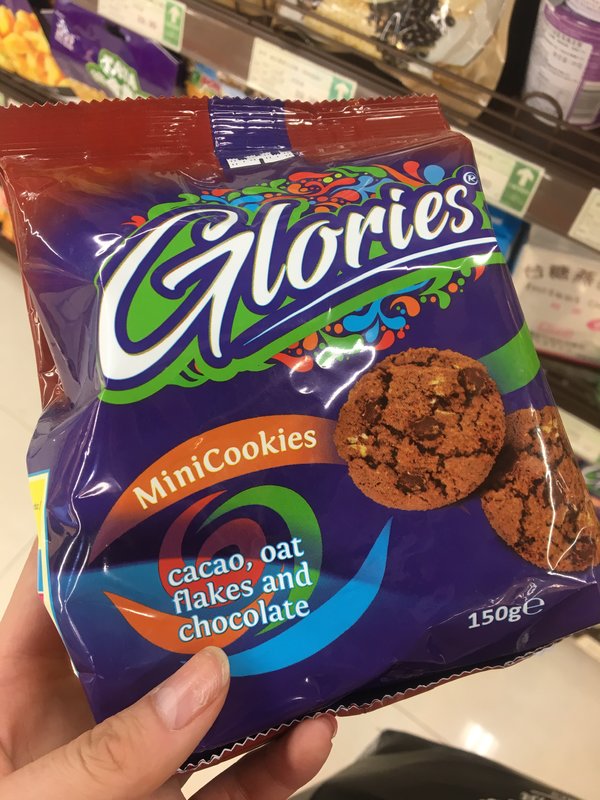 Glories®
MiniCookies
cacao, oat
flakes and
chocolate
150g℮